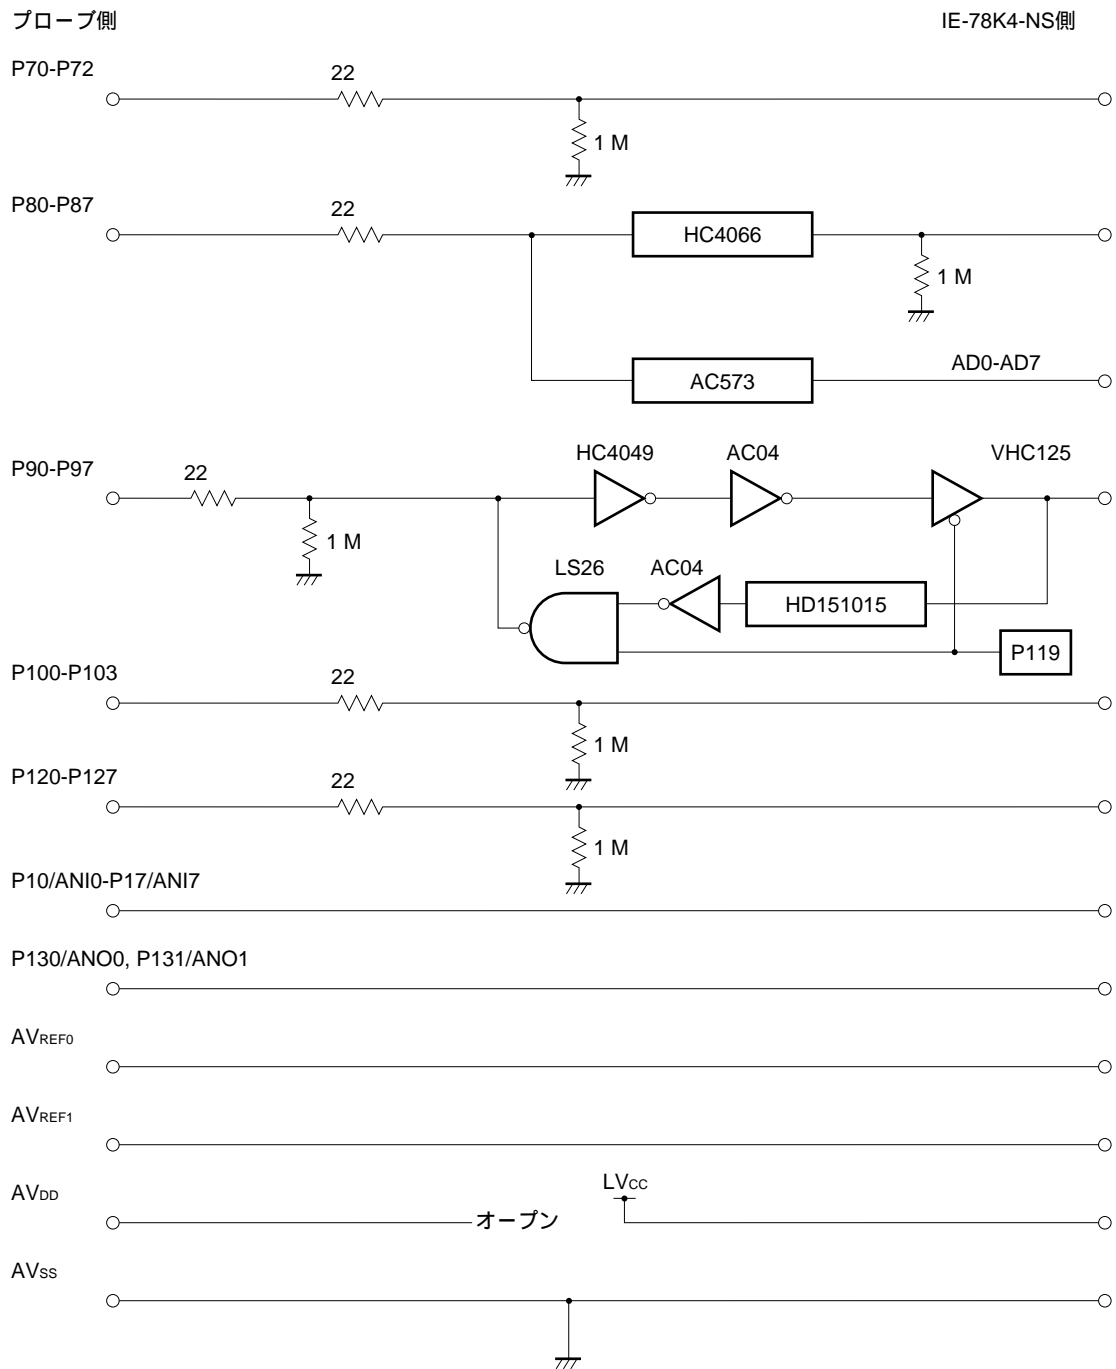 プローブ側 IE-78K4-NS側
P70-P72
22
1 M
P80-P87
22
HC4066
1 M
AC573
AD0-AD7
P90-P97
22
1 M
HC4049 AC04 VHC125
LS26 AC04
HD151015
P119
P100-P103
22
1 M
P120-P127
22
1 M
P10/ANI0-P17/ANI7
P130/ANO0, P131/ANO1
AVREF0
AVREF1
AVDD
オープン
LVCC
AVSS